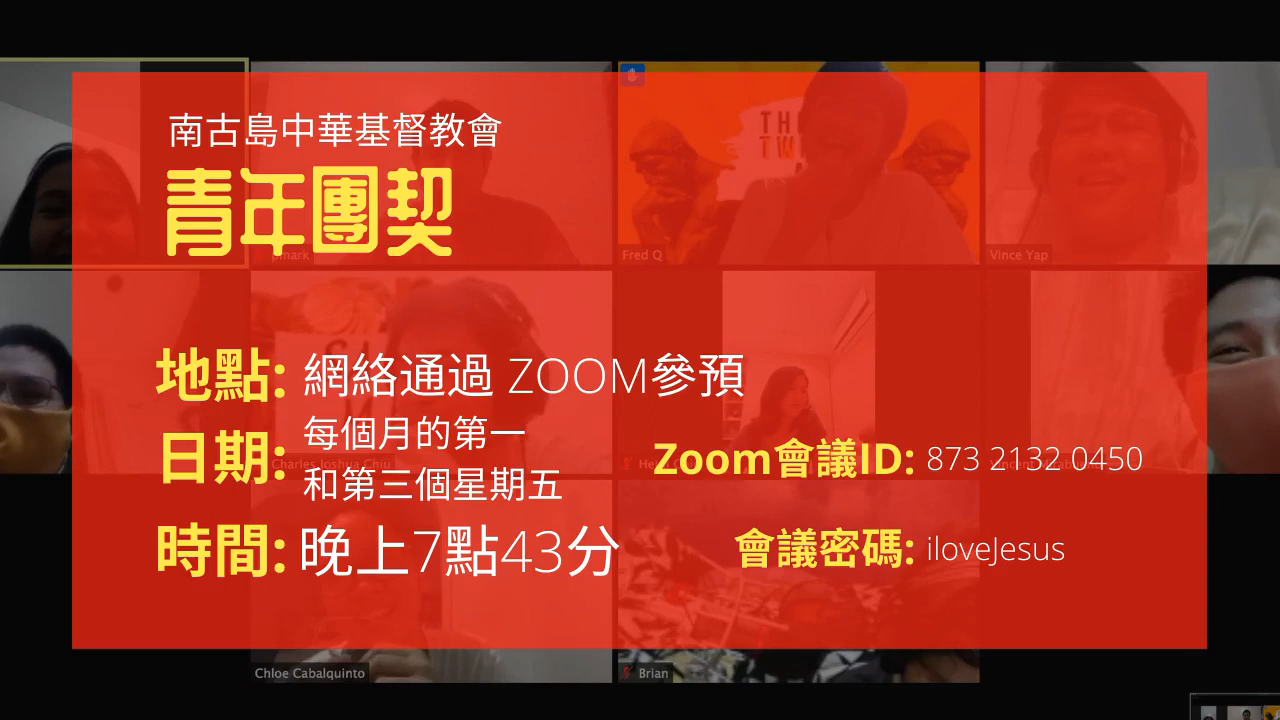 南古島中華基督教會
青年團契
地點: 網絡通過 ZOOM參預
日期: 每個月的第一
和第三個星期五
時間: 晚上7點43分
Zoom會議ID: 873 2132 0450
會議密碼: iloveJesus
Fred Q
Vince Yap
Charles Joshua Chiu
Chloe Cabalquinto
Brian